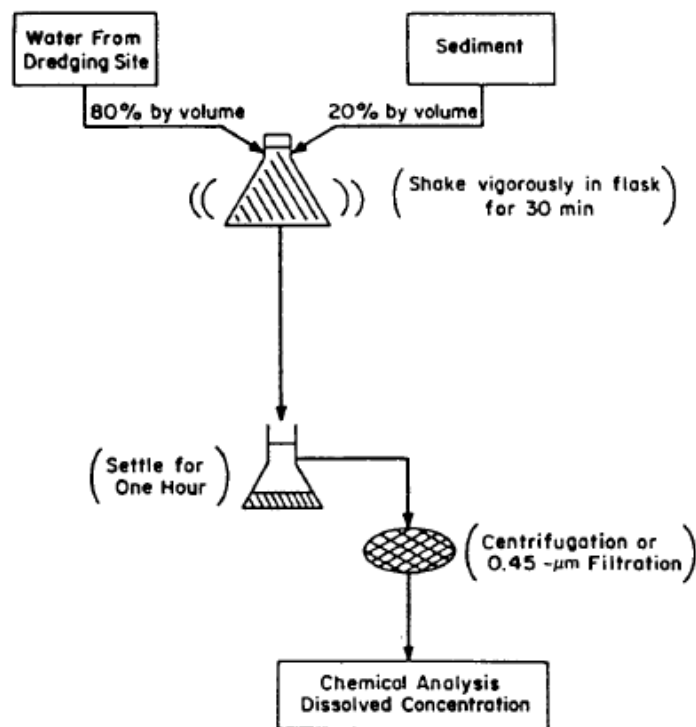 Water From
Dredging Site
Sediment
80% by volume
20% by volume
(Shake vigorously in flask
for 30 min)
(Settle for
One Hour)
(Centrifugation or
0.45 -μm Filtration)
Chemical Analysis
Dissolved Concentration